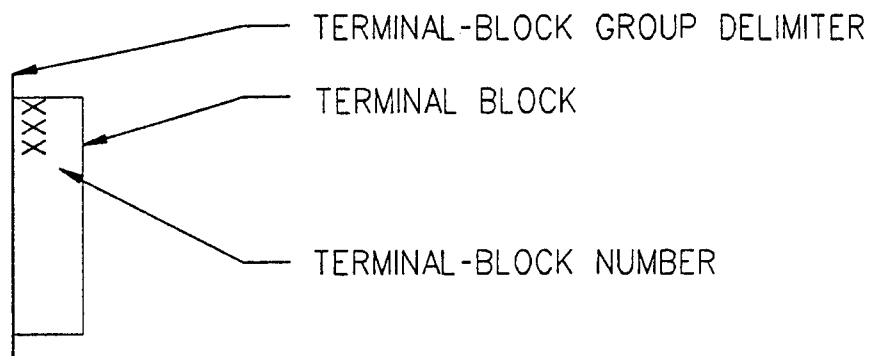 TERMINAL-BLOCK GROUP DELIMITER
TERMINAL BLOCK
XXX
TERMINAL-BLOCK NUMBER